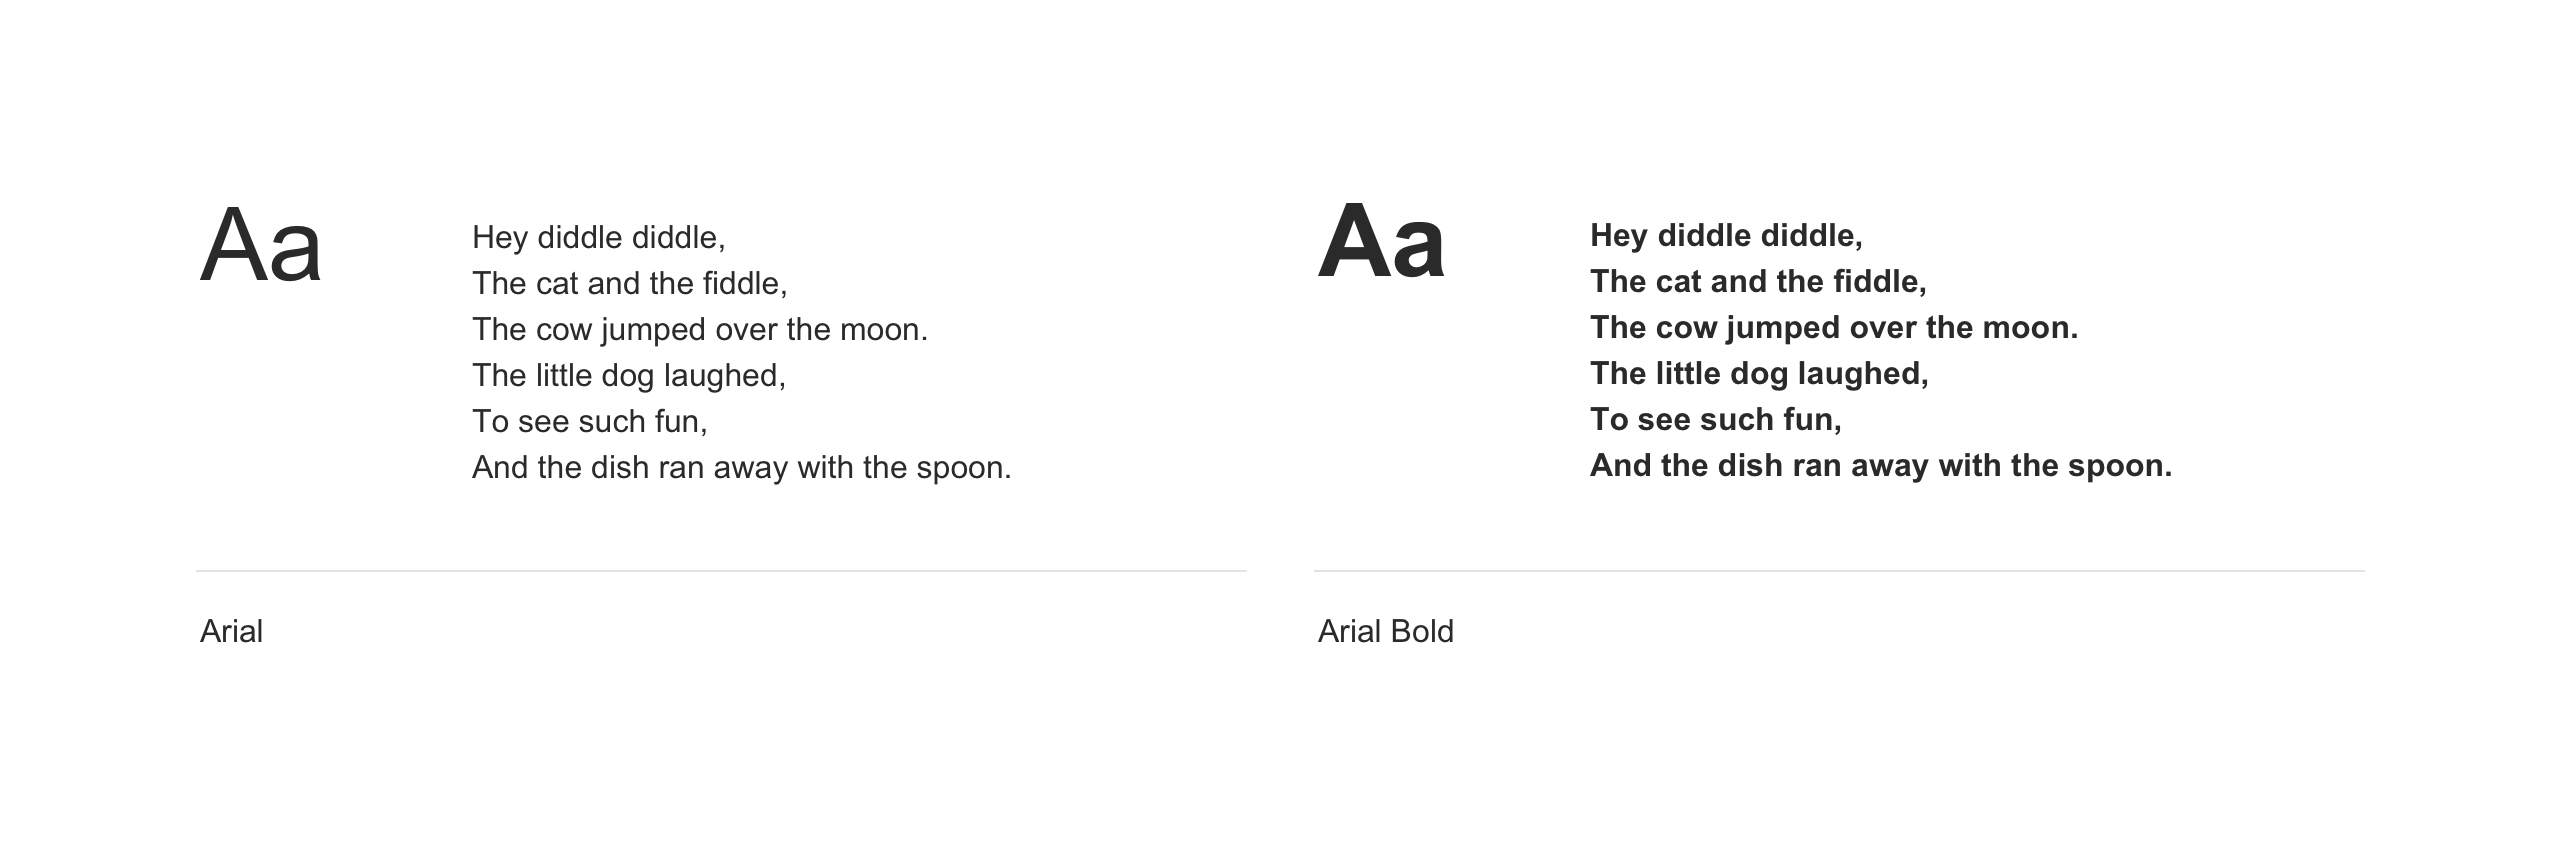 Aa
Hey diddle diddle,
The cat and the fiddle,
The cow jumped over the moon.
The little dog laughed,
To see such fun,
And the dish ran away with the spoon.
Arial
Aa
Hey diddle diddle,
The cat and the fiddle,
The cow jumped over the moon.
The little dog laughed,
To see such fun,
And the dish ran away with the spoon.
Arial Bold